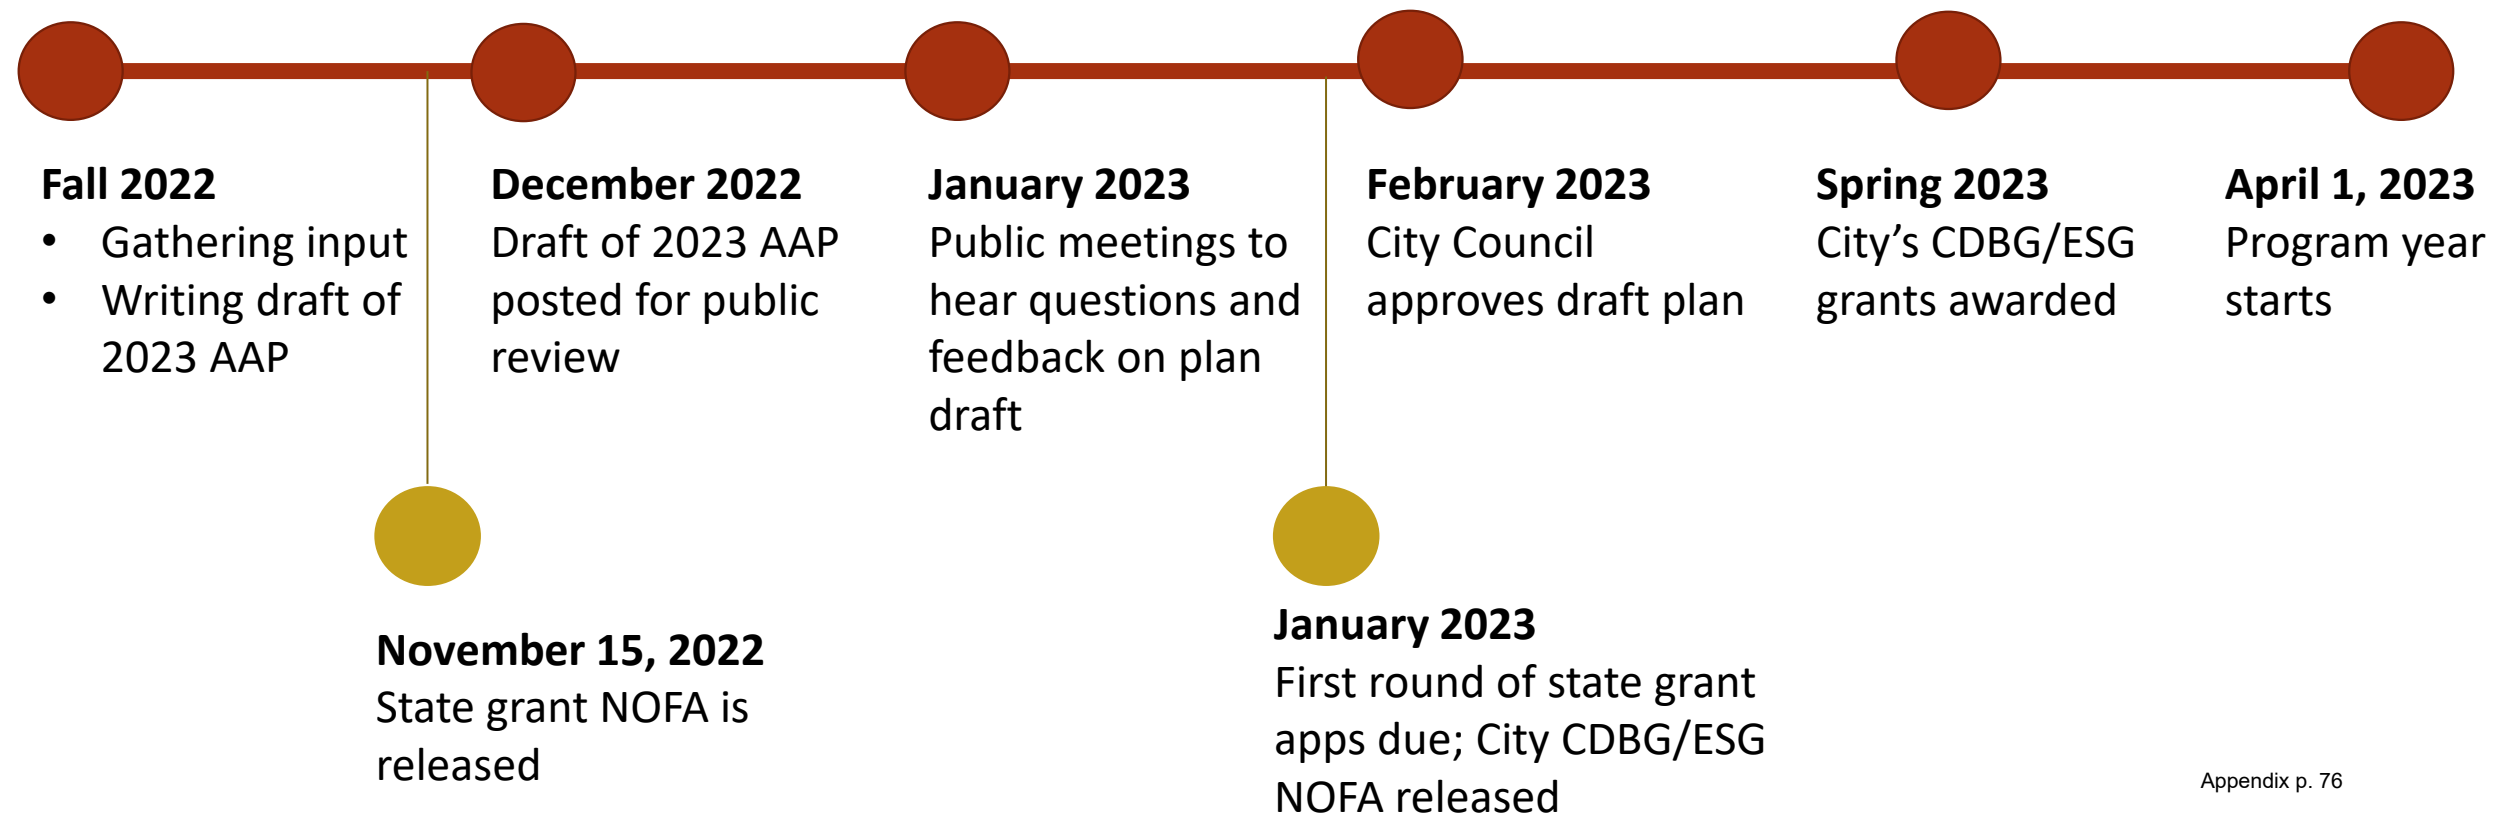 Fall 2022
• Gathering input
• Writing draft of
2023 AAP
December 2022
Draft of 2023 AAP
posted for public
review
January 2023
Public meetings to
hear questions and
feedback on plan
draft
February 2023
City Council
approves draft plan
Spring 2023
City’s CDBG/ESG
grants awarded
April 1, 2023
Program year
starts
November 15, 2022
State grant NOFA is
released
January 2023
First round of state grant
apps due; City CDBG/ESG
NOFA released
Appendix p. 76